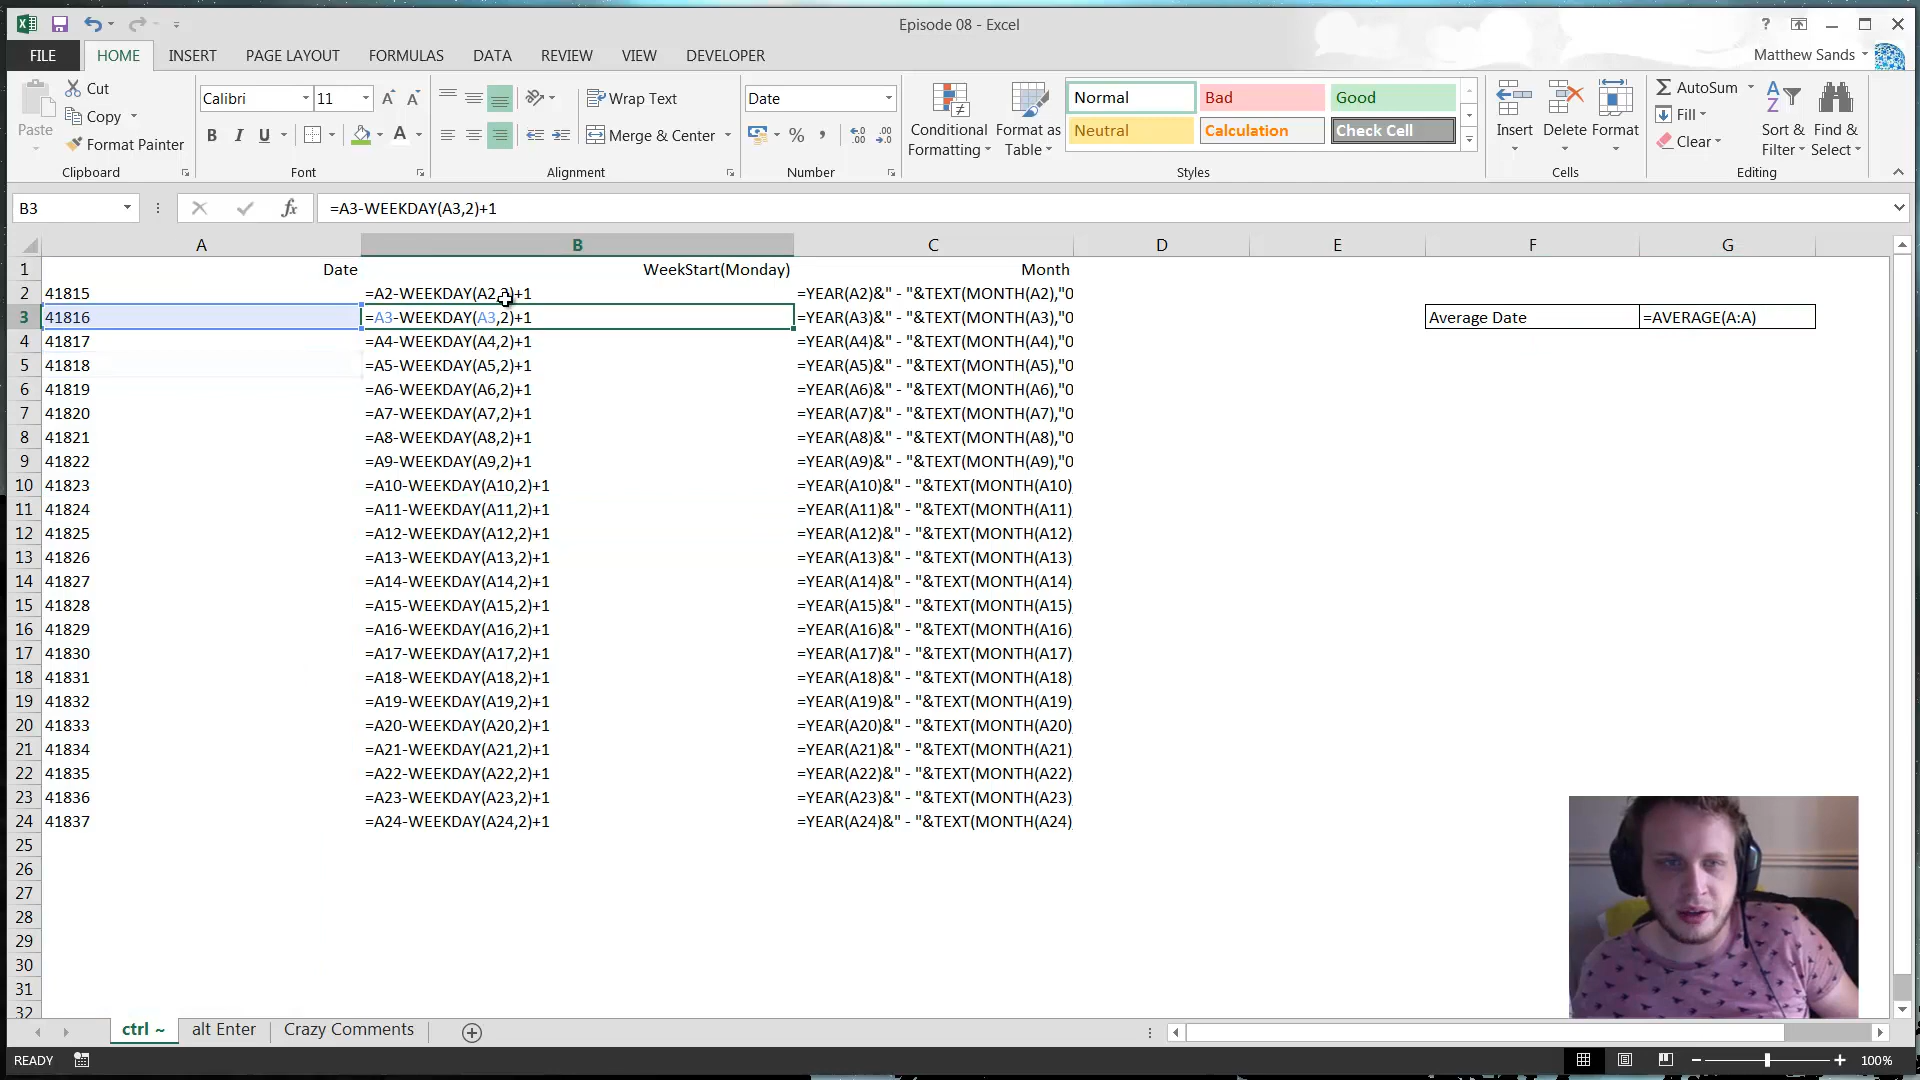 Episode 08 - Excel
FILE HOME INSERT PAGE LAYOUT FORMULAS DATA REVIEW VIEW DEVELOPER Matthew Sands
Paste Cut Copy Format Painter
Calibri 11
B I U A
Wrap Text
Merge & Center
Date
% ,
Conditional Formatting
Format as Table
Normal Bad Good
Neutral Calculation Check Cell
Insert Delete Format
AutoSum Fill Clear
Sort & Filter
Find & Select
Clipboard Font Alignment Number Styles Cells Editing
B3 fx =A3-WEEKDAY(A3,2)+1
A B C D E F G
1 Date WeekStart(Monday) Month
2 41815 =A2-WEEKDAY(A2,2)+1 =YEAR(A2)&" - "&TEXT(MONTH(A2),"0
3 41816 =A3-WEEKDAY(A3,2)+1 =YEAR(A3)&" - "&TEXT(MONTH(A3),"0 Average Date =AVERAGE(A:A)
4 41817 =A4-WEEKDAY(A4,2)+1 =YEAR(A4)&" - "&TEXT(MONTH(A4),"0
5 41818 =A5-WEEKDAY(A5,2)+1 =YEAR(A5)&" - "&TEXT(MONTH(A5),"0
6 41819 =A6-WEEKDAY(A6,2)+1 =YEAR(A6)&" - "&TEXT(MONTH(A6),"0
7 41820 =A7-WEEKDAY(A7,2)+1 =YEAR(A7)&" - "&TEXT(MONTH(A7),"0
8 41821 =A8-WEEKDAY(A8,2)+1 =YEAR(A8)&" - "&TEXT(MONTH(A8),"0
9 41822 =A9-WEEKDAY(A9,2)+1 =YEAR(A9)&" - "&TEXT(MONTH(A9),"0
10 41823 =A10-WEEKDAY(A10,2)+1 =YEAR(A10)&" - "&TEXT(MONTH(A10)
11 41824 =A11-WEEKDAY(A11,2)+1 =YEAR(A11)&" - "&TEXT(MONTH(A11)
12 41825 =A12-WEEKDAY(A12,2)+1 =YEAR(A12)&" - "&TEXT(MONTH(A12)
13 41826 =A13-WEEKDAY(A13,2)+1 =YEAR(A13)&" - "&TEXT(MONTH(A13)
14 41827 =A14-WEEKDAY(A14,2)+1 =YEAR(A14)&" - "&TEXT(MONTH(A14)
15 41828 =A15-WEEKDAY(A15,2)+1 =YEAR(A15)&" - "&TEXT(MONTH(A15)
16 41829 =A16-WEEKDAY(A16,2)+1 =YEAR(A16)&" - "&TEXT(MONTH(A16)
17 41830 =A17-WEEKDAY(A17,2)+1 =YEAR(A17)&" - "&TEXT(MONTH(A17)
18 41831 =A18-WEEKDAY(A18,2)+1 =YEAR(A18)&" - "&TEXT(MONTH(A18)
19 41832 =A19-WEEKDAY(A19,2)+1 =YEAR(A19)&" - "&TEXT(MONTH(A19)
20 41833 =A20-WEEKDAY(A20,2)+1 =YEAR(A20)&" - "&TEXT(MONTH(A20)
21 41834 =A21-WEEKDAY(A21,2)+1 =YEAR(A21)&" - "&TEXT(MONTH(A21)
22 41835 =A22-WEEKDAY(A22,2)+1 =YEAR(A22)&" - "&TEXT(MONTH(A22)
23 41836 =A23-WEEKDAY(A23,2)+1 =YEAR(A23)&" - "&TEXT(MONTH(A23)
24 41837 =A24-WEEKDAY(A24,2)+1 =YEAR(A24)&" - "&TEXT(MONTH(A24)
25
26
27
28
29
30
31
32
ctrl ~ alt Enter Crazy Comments
READY 100%